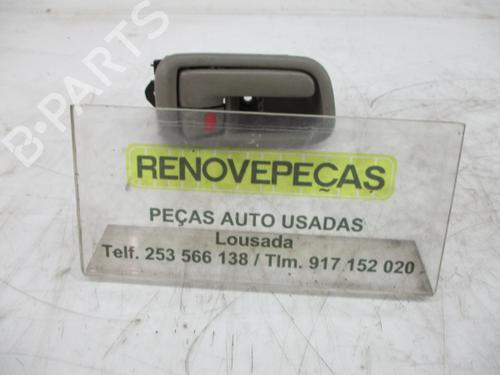 B-PARTS
RENOVEPEÇAS
PEÇAS AUTO USADAS
Lousada
Telf. 253 566 138 / Tlm. 917 152 020